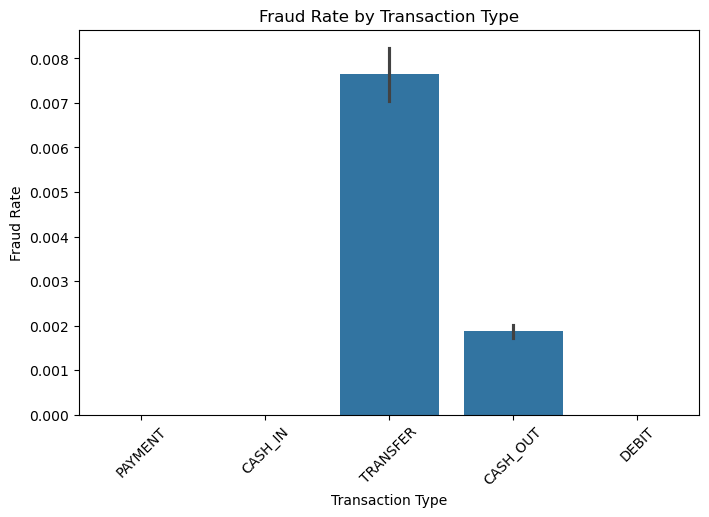 Fraud Rate by Transaction Type
Fraud Rate
0.008
0.007
0.006
0.005
0.004
0.003
0.002
0.001
0.000
PAYMENT
CASH_IN
TRANSFER
CASH_OUT
DEBIT
Transaction Type